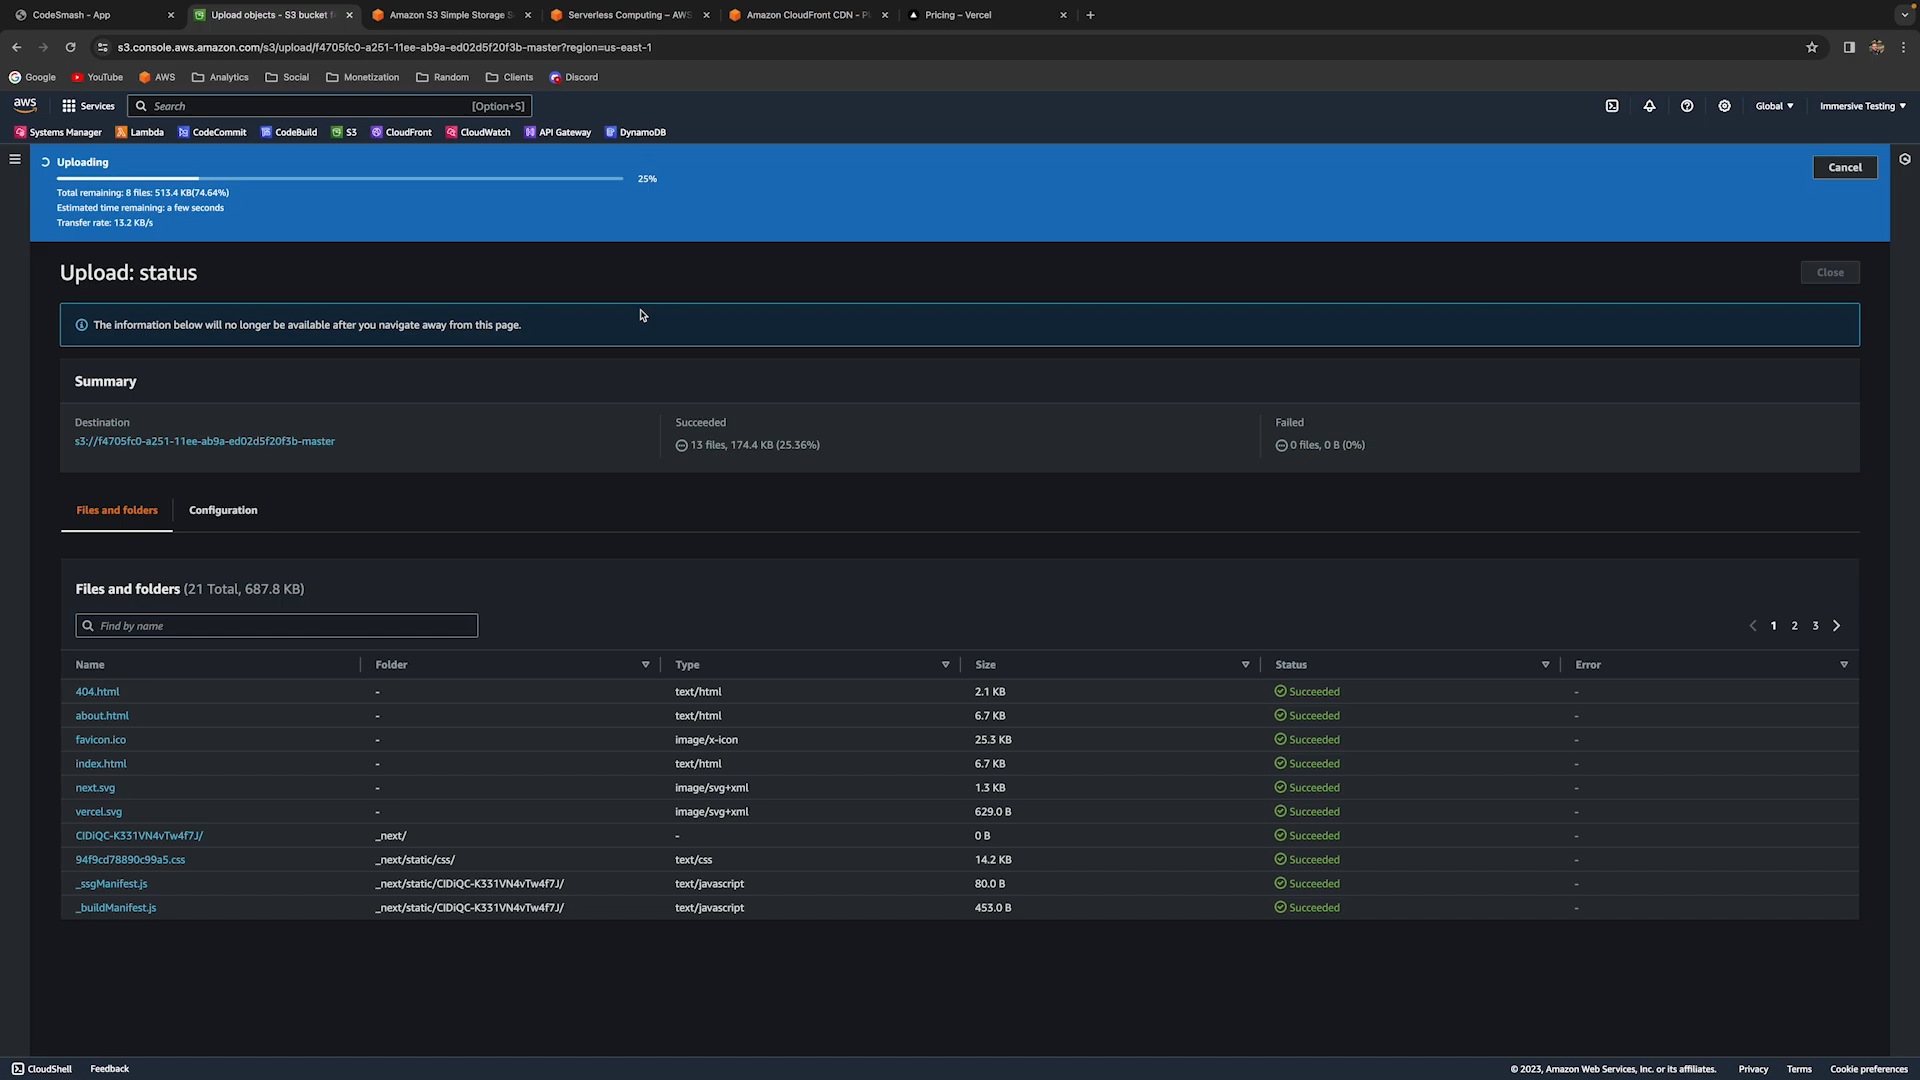 CodeSmash - App
Upload objects - S3 bucket f
Amazon S3 Simple Storage S
Serverless Computing – AWS
Amazon CloudFront CDN - Pl
Pricing – Vercel
s3.console.aws.amazon.com/s3/upload/f4705fc0-a251-11ee-ab9a-ed02d5f20f3b-master?region=us-east-1
Google
YouTube
AWS
Analytics
Social
Monetization
Random
Clients
Discord
aws
Services
Search
[Option+S]
Global
Immersive Testing
Systems Manager
Lambda
CodeCommit
CodeBuild
S3
CloudFront
CloudWatch
API Gateway
DynamoDB
Uploading
Cancel
25%
Total remaining: 8 files: 513.4 KB(74.64%)
Estimated time remaining: a few seconds
Transfer rate: 13.2 KB/s
Upload: status
Close
The information below will no longer be available after you navigate away from this page.
Summary
Destination
Succeeded
Failed
s3://f4705fc0-a251-11ee-ab9a-ed02d5f20f3b-master
13 files, 174.4 KB (25.36%)
0 files, 0 B (0%)
Files and folders
Configuration
Files and folders (21 Total, 687.8 KB)
Find by name
1 2 3
Name Folder Type Size Status Error
404.html - text/html 2.1 KB Succeeded -
about.html - text/html 6.7 KB Succeeded -
favicon.ico - image/x-icon 25.3 KB Succeeded -
index.html - text/html 6.7 KB Succeeded -
next.svg - image/svg+xml 1.3 KB Succeeded -
vercel.svg - image/svg+xml 629.0 B Succeeded -
CIDiQC-K331VN4vTw4f7J/ _next/ - 0 B Succeeded -
94f9cd78890c99a5.css _next/static/css/ text/css 14.2 KB Succeeded -
_ssgManifest.js _next/static/CIDiQC-K331VN4vTw4f7J/ text/javascript 80.0 B Succeeded -
_buildManifest.js _next/static/CIDiQC-K331VN4vTw4f7J/ text/javascript 453.0 B Succeeded -
CloudShell
Feedback
© 2023, Amazon Web Services, Inc. or its affiliates.
Privacy
Terms
Cookie preferences